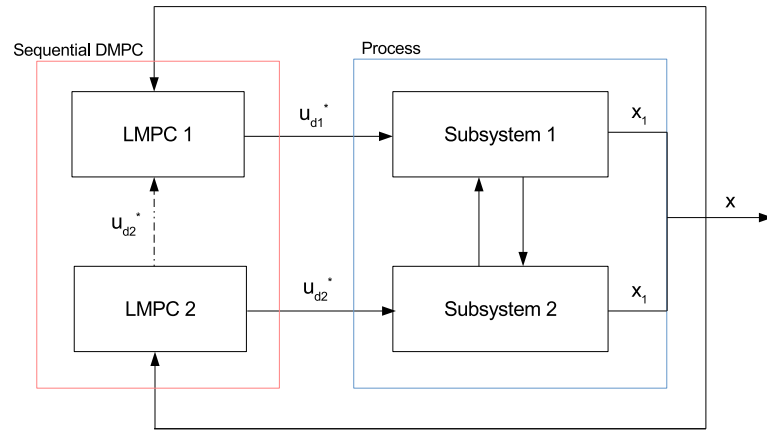 Sequential DMPC
Process
LMPC 1
u_d1*
Subsystem 1
x_1
u_d2*
x
LMPC 2
u_d2*
Subsystem 2
x_1